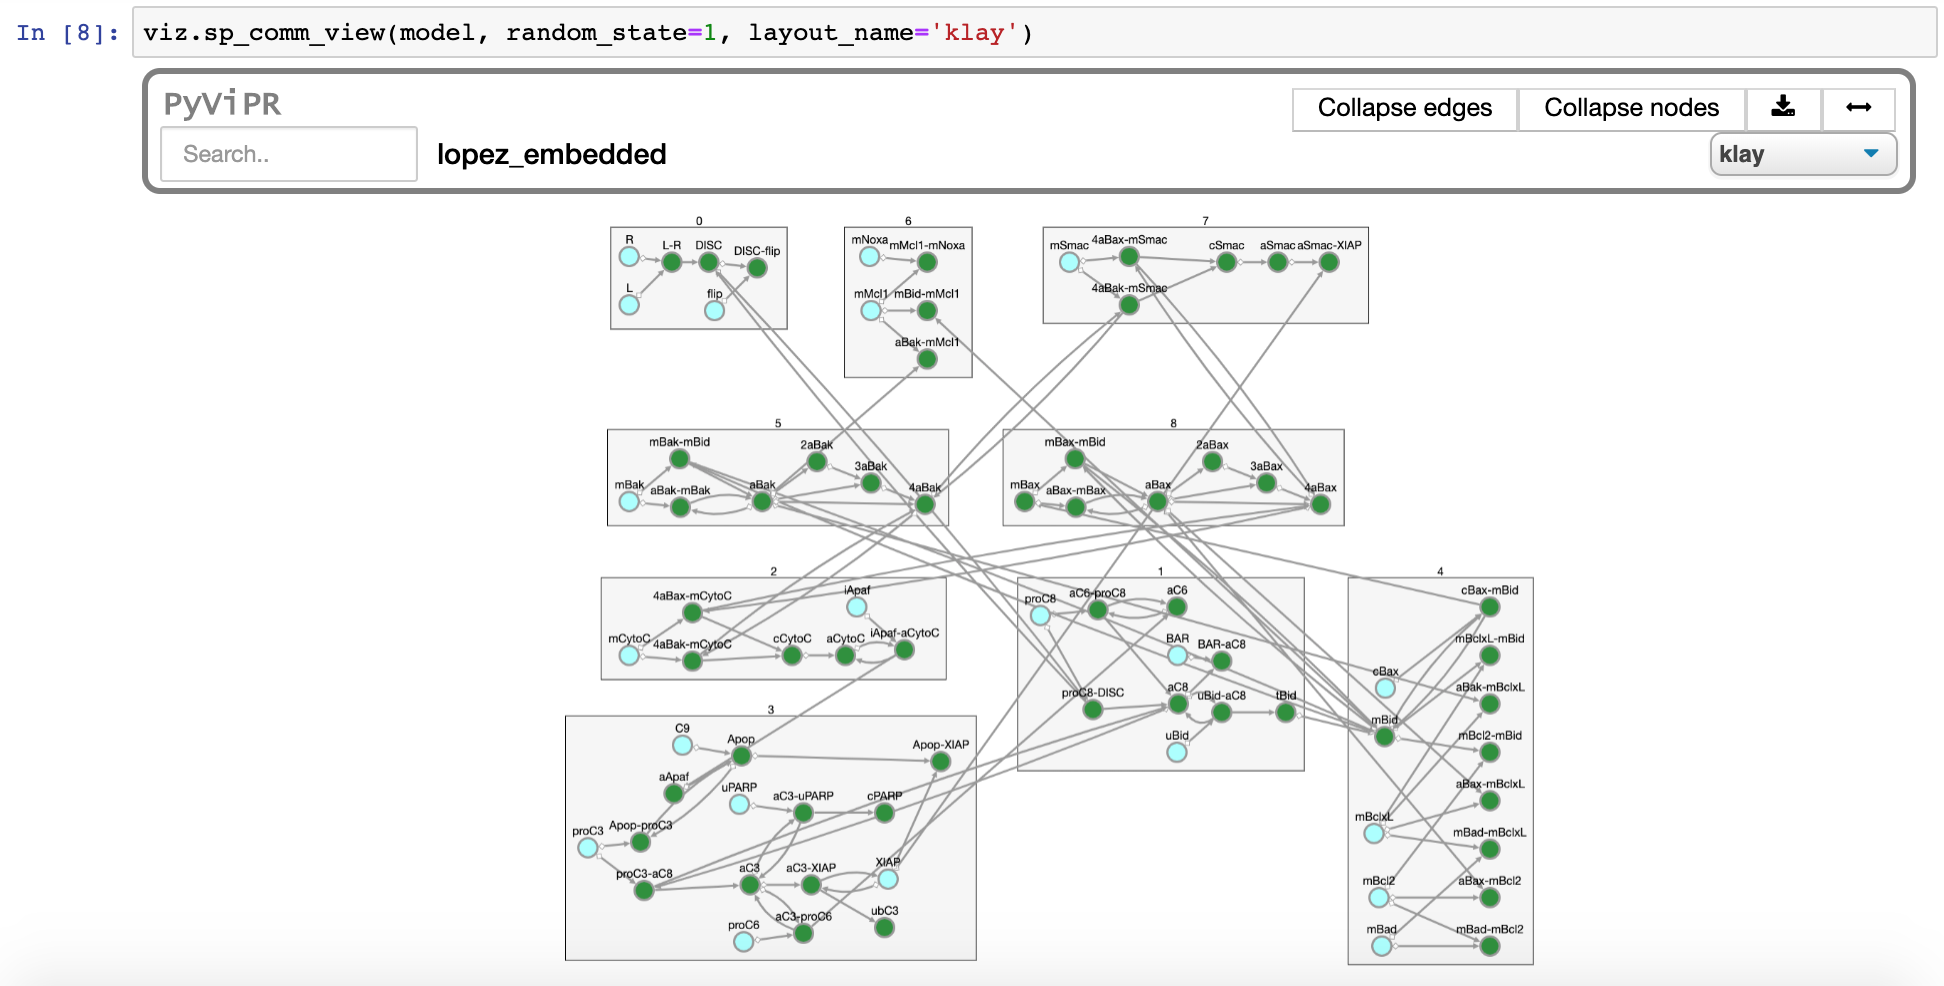 In [8]: viz.sp_comm_view(model, random_state=1, layout_name='klay')
PyViPR
Collapse edges
Collapse nodes
Search..
lopez_embedded
klay
0
R
L-R
DISC
DISC-flip
L
flip
6
mNoxa
mMcl1-mNoxa
mMcl1
mBid-mMcl1
aBak-mMcl1
7
mSmac
4aBax-mSmac
cSmac
aSmac
aSmac-XIAP
4aBak-mSmac
5
mBak-mBid
2aBak
3aBak
mBak
aBak-mBak
aBak
4aBak
8
mBax-mBid
2aBax
3aBax
mBax
aBax-mBax
aBax
4aBax
2
4aBax-mCytoC
iApaf
mCytoC
4aBak-mCytoC
cCytoC
aCytoC
iApaf-aCytoC
1
proC8
aC6-proC8
aC6
BAR
BAR-aC8
proC8-DISC
aC8
uBid-aC8
tBid
uBid
4
cBax-mBid
mBclxL-mBid
cBax
aBak-mBclxL
mBid
mBcl2-mBid
aBax-mBclxL
mBclxL
mBad-mBclxL
mBcl2
aBax-mBcl2
mBad
mBad-mBcl2
3
C9
Apop
Apop-XIAP
aApaf
uPARP
aC3-uPARP
cPARP
proC3
Apop-proC3
proC3-aC8
aC3
aC3-XIAP
XIAP
proC6
aC3-proC6
ubC3